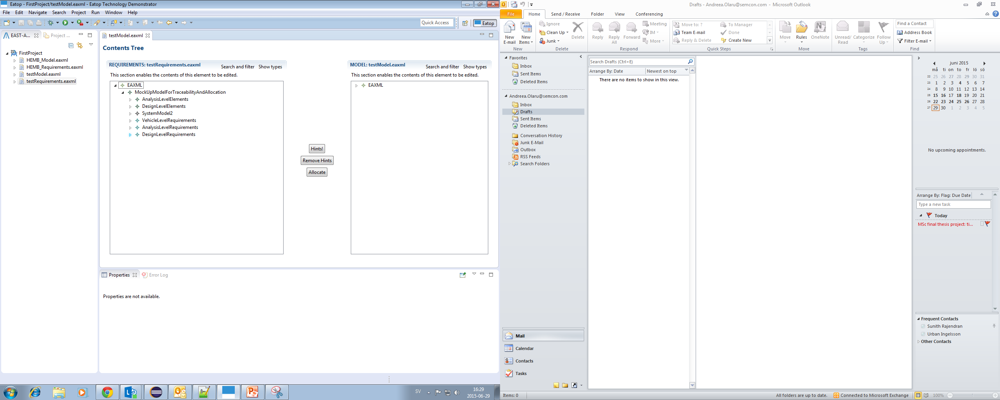 Eatop - FirstProject/testModel.eaxml - Eatop Technology Demonstrator
File Edit Navigate Search Project Run Window Help
Quick Access
Eatop
EAST-A...
Project ...
FirstProject
HEMB_Model.eaxml
HEMB_Requirements.eaxml
testModel.eaxml
testRequirements.eaxml
testModel.eaxml
Contents Tree
REQUIREMENTS: testRequirements.eaxml
Search and filter Show types
This section enables the contents of this element to be edited.
EAXML
MockUpModelForTraceabilityAndAllocation
AnalysisLevelElements
DesignLevelElements
SystemModel2
VehicleLevelRequirements
AnalysisLevelRequirements
DesignLevelRequirements
Hints!
Remove Hints
Allocate
MODEL: testModel.eaxml
Search and filter Show types
This section enables the contents of this element to be edited.
EAXML
Properties
Error Log
Properties are not available.
SV
16:29
2015-06-29
Drafts - Andreea.Olaru@semcon.com - Microsoft Outlook
File Home Send / Receive Folder View Conferencing
New E-mail
New Items
New
Ignore
Clean Up
Junk
Delete
Delete
Reply
Reply All
Forward
Meeting
IM
More
Respond
Move to: ?
Team E-mail
Reply & Delete
To Manager
Done
Create New
Quick Steps
Move
Rules
OneNote
Move
Unread/ Read
Categorize
Follow Up
Tags
Find a Contact
Address Book
Filter E-mail
Find
Favorites
Inbox
Sent Items
Deleted Items
Andreea.Olaru@semcon.com
Inbox
Drafts
Sent Items
Deleted Items
Conversation History
Junk E-Mail
Outbox
RSS Feeds
Search Folders
Mail
Calendar
Contacts
Tasks
Search Drafts (Ctrl+E)
Arrange By: Date
Newest on top
There are no items to show in this view.
juni 2015
må ti on to fr lö sö
22 25 26 27 28 29 30 31
23 1 2 3 4 5 6 7
24 8 9 10 11 12 13 14
25 15 16 17 18 19 20 21
26 22 23 24 25 26 27 28
27 29 30 1 2 3 4 5
No upcoming appointments.
Arrange By: Flag: Due Date
Type a new task
Today
MSc final thesis project: ti...
Frequent Contacts
Sunith Rajendran
Urban Ingelsson
Other Contacts
Items: 0
All folders are up to date.
Connected to Microsoft Exchange
100%